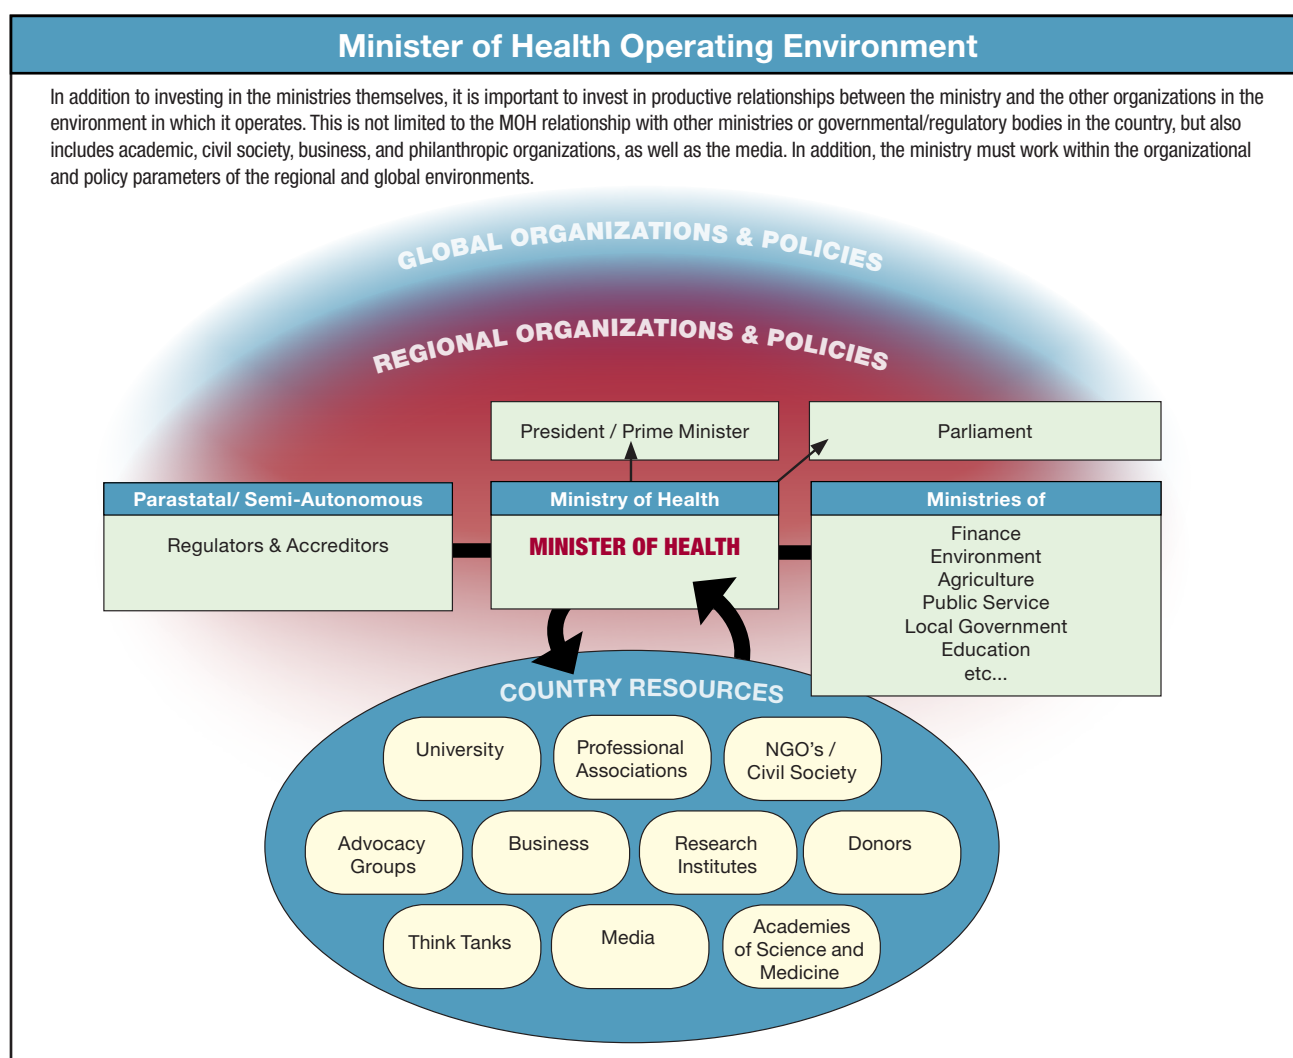 Minister of Health Operating Environment
In addition to investing in the ministries themselves, it is important to invest in productive relationships between the ministry and the other organizations in the
environment in which it operates. This is not limited to the MOH relationship with other ministries or governmental/regulatory bodies in the country, but also
includes academic, civil society, business, and philanthropic organizations, as well as the media. In addition, the ministry must work within the organizational
and policy parameters of the regional and global environments.
GLOBAL ORGANIZATIONS & POLICIES
REGIONAL ORGANIZATIONS & POLICIES
President / Prime Minister
Parliament
Parastatal/ Semi-Autonomous
Regulators & Accreditors
Ministry of Health
MINISTER OF HEALTH
Ministries of
Finance
Environment
Agriculture
Public Service
Local Government
Education
etc...
COUNTRY RESOURCES
University
Professional
Associations
NGO's /
Civil Society
Advocacy
Groups
Business
Research
Institutes
Donors
Think Tanks
Media
Academies
of Science and
Medicine